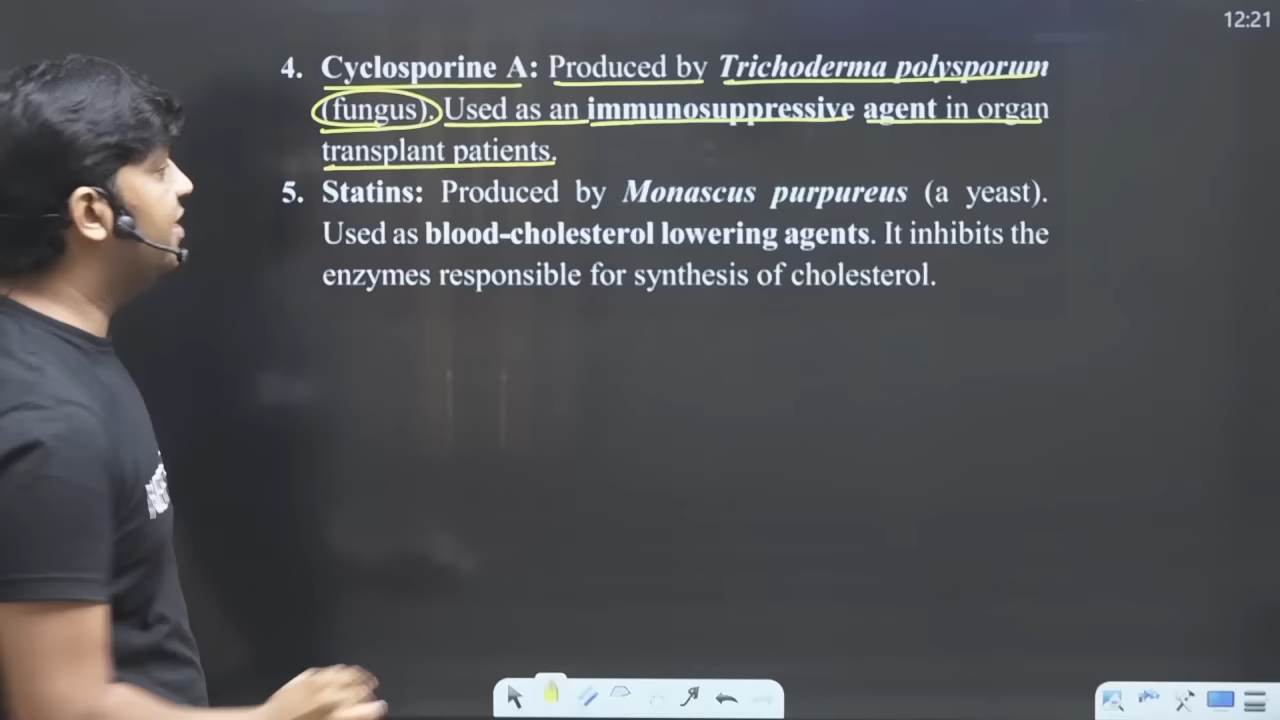 12:21
4. Cyclosporine A: Produced by Trichoderma polysporum
(fungus). Used as an immunosuppressive agent in organ
transplant patients.
5. Statins: Produced by Monascus purpureus (a yeast).
Used as blood-cholesterol lowering agents. It inhibits the
enzymes responsible for synthesis of cholesterol.